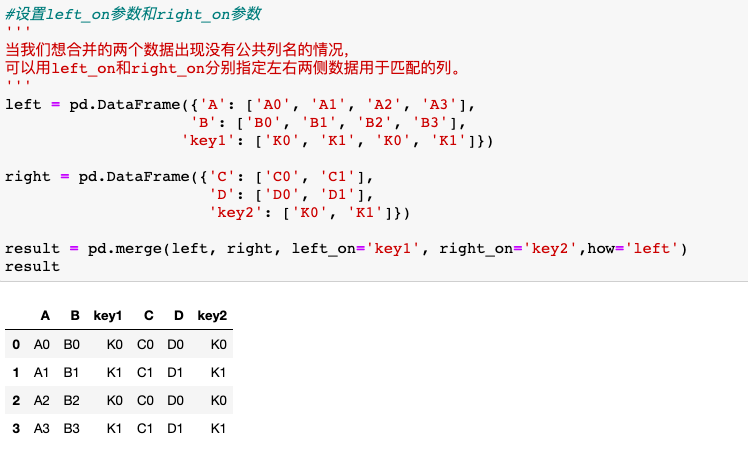 #设置left_on参数和right_on参数
'''
当我们想合并的两个数据出现没有公共列名的情况,
可以用left_on和right_on分别指定左右两侧数据用于匹配的列。
'''
left = pd.DataFrame({'A': ['A0', 'A1', 'A2', 'A3'],
'B': ['B0', 'B1', 'B2', 'B3'],
'key1': ['K0', 'K1', 'K0', 'K1']})
right = pd.DataFrame({'C': ['C0', 'C1'],
'D': ['D0', 'D1'],
'key2': ['K0', 'K1']})
result = pd.merge(left, right, left_on='key1', right_on='key2',how='left')
result
A B key1 C D key2
0 A0 B0 K0 C0 D0 K0
1 A1 B1 K1 C1 D1 K1
2 A2 B2 K0 C0 D0 K0
3 A3 B3 K1 C1 D1 K1